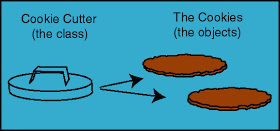 Cookie Cutter
(the class)
The Cookies
(the objects)